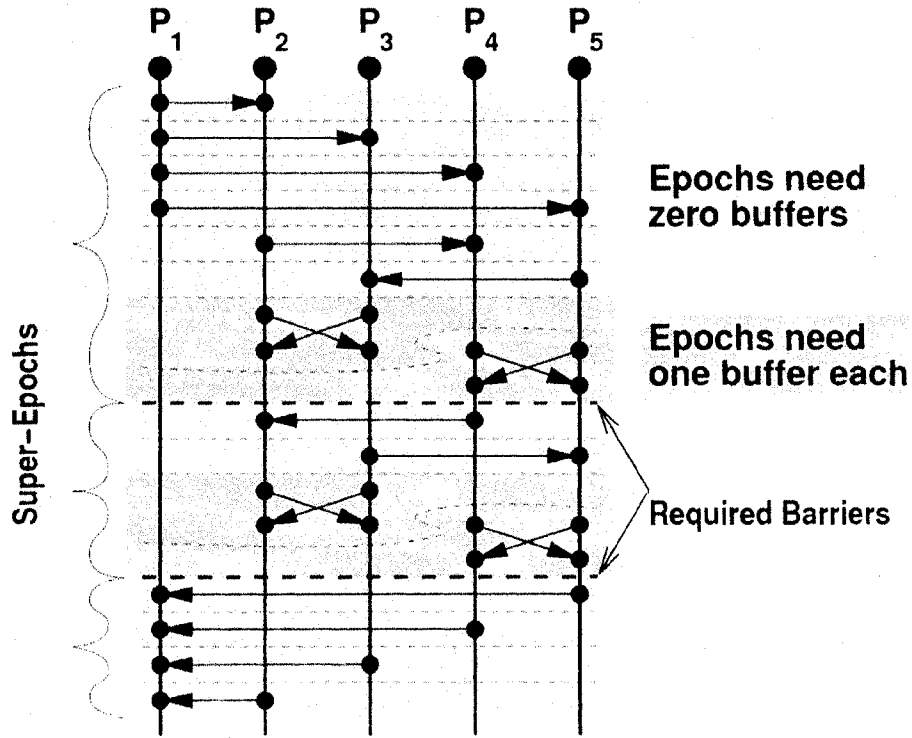 P1 P2 P3 P4 P5
Epochs need
zero buffers
Epochs need
one buffer each
Super-Epochs
Required Barriers